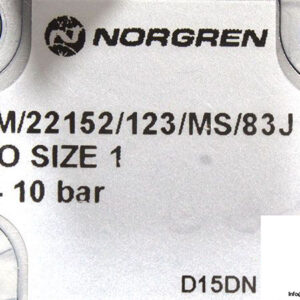 NORGREN
M/22152/123/MS/83J
O SIZE 1
- 10 bar
D15DN